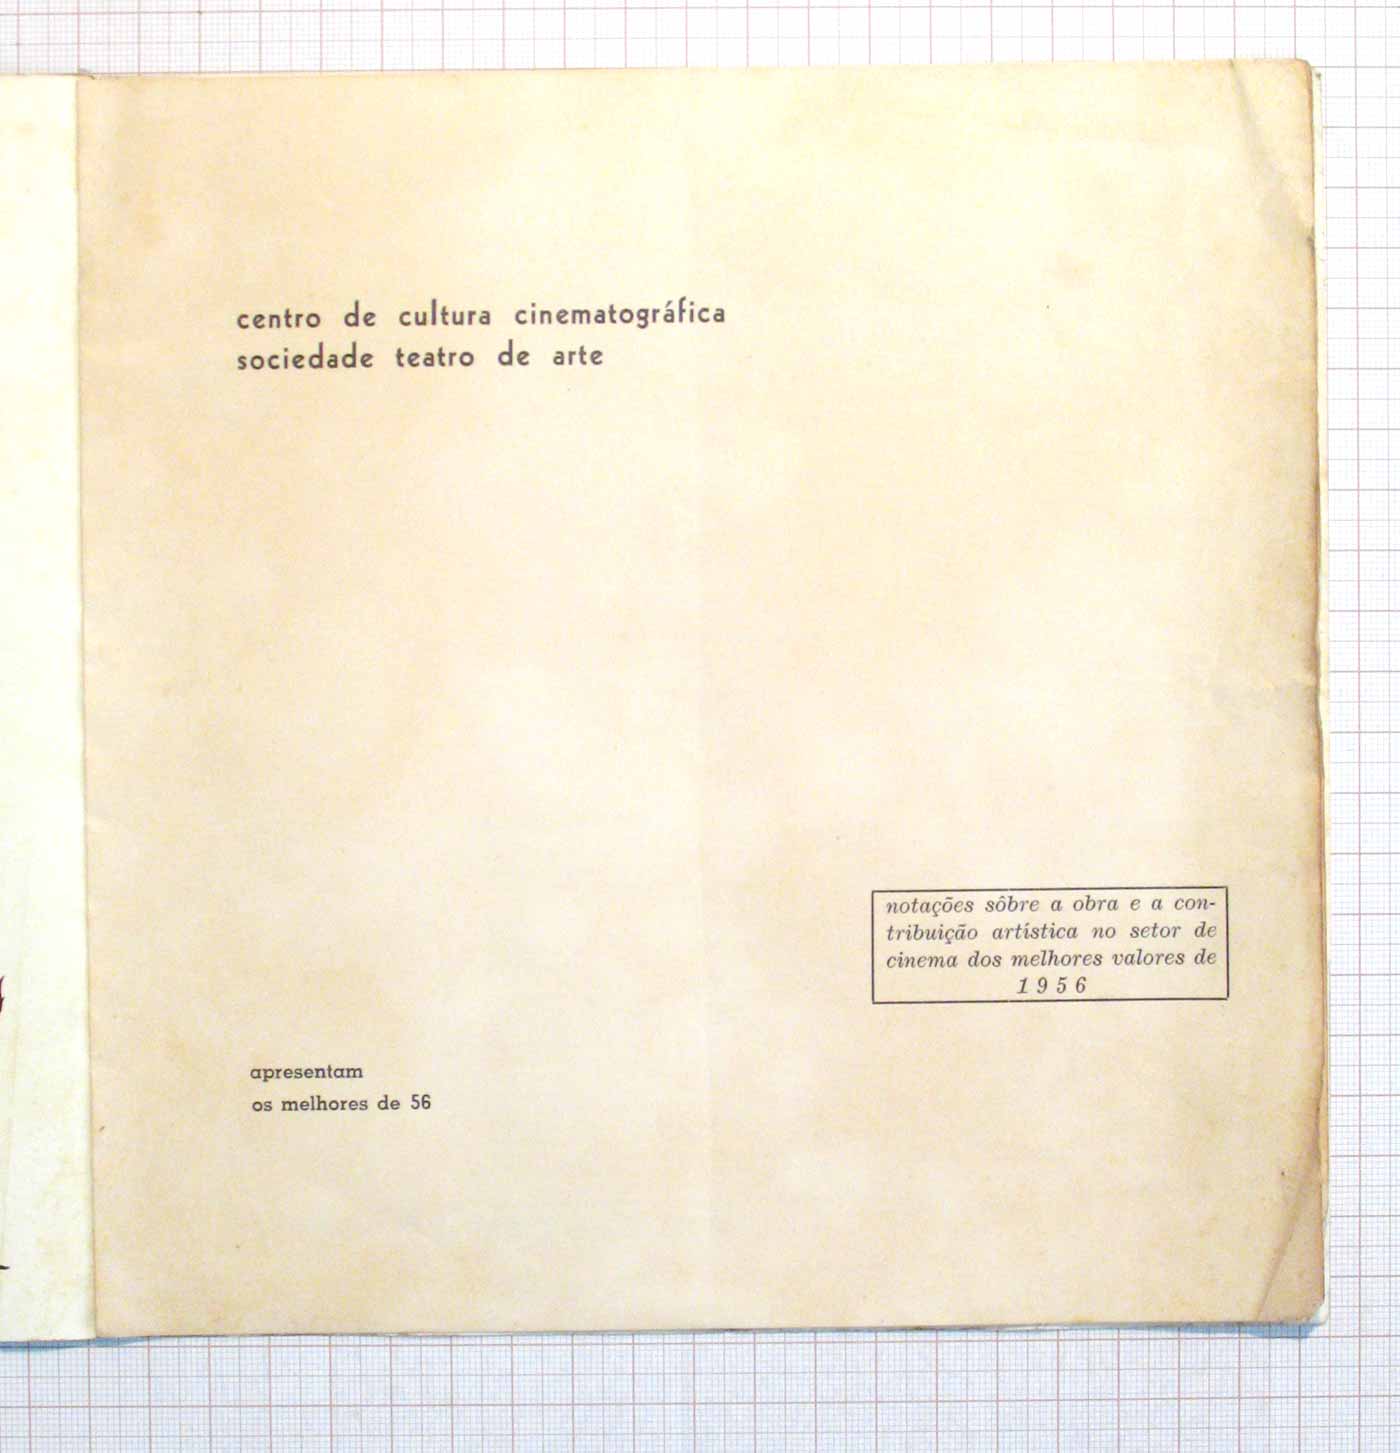 centro de cultura cinematográfica
sociedade teatro de arte
notações sôbre a obra e a con-
tribuição artística no setor de
cinema dos melhores valores de
1956
apresentam
os melhores de 56